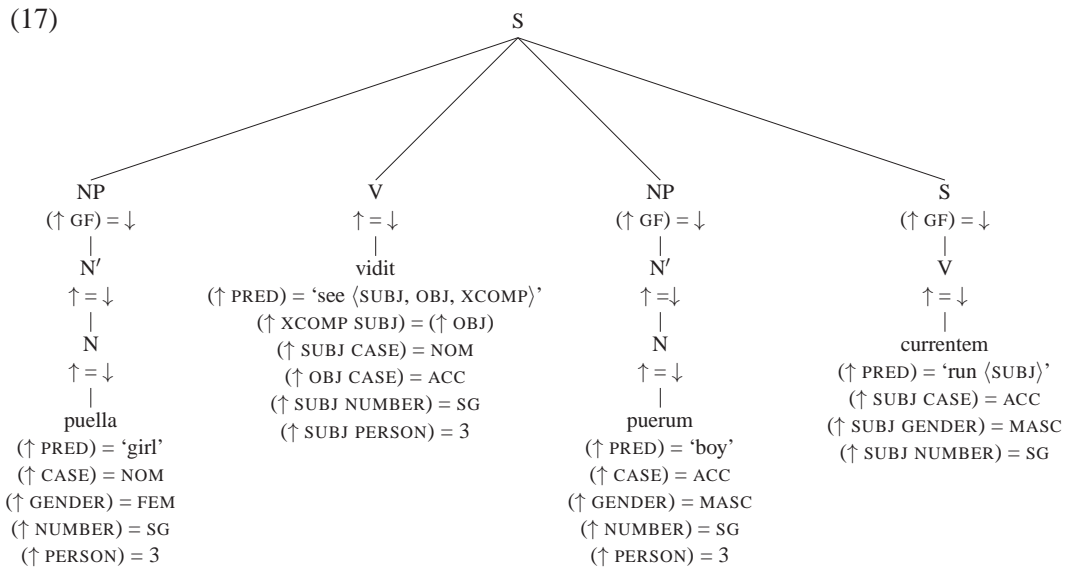 (17)
S
NP V NP S
(↑ GF) = ↓ ↑ = ↓ (↑ GF) = ↓ (↑ GF) = ↓
N′ vidit N′ V
↑ = ↓ (↑ PRED) = ‘see ⟨SUBJ, OBJ, XCOMP⟩’ ↑ =↓ ↑ = ↓
(↑ XCOMP SUBJ) = (↑ OBJ)
N (↑ SUBJ CASE) = NOM N currentem
↑ = ↓ (↑ OBJ CASE) = ACC ↑ = ↓ (↑ PRED) = ‘run ⟨SUBJ⟩’
(↑ SUBJ NUMBER) = SG (↑ SUBJ CASE) = ACC
puella (↑ SUBJ PERSON) = 3 puerum (↑ SUBJ GENDER) = MASC
(↑ PRED) = ‘girl’ (↑ PRED) = ‘boy’ (↑ SUBJ NUMBER) = SG
(↑ CASE) = NOM (↑ CASE) = ACC
(↑ GENDER) = FEM (↑ GENDER) = MASC
(↑ NUMBER) = SG (↑ NUMBER) = SG
(↑ PERSON) = 3 (↑ PERSON) = 3